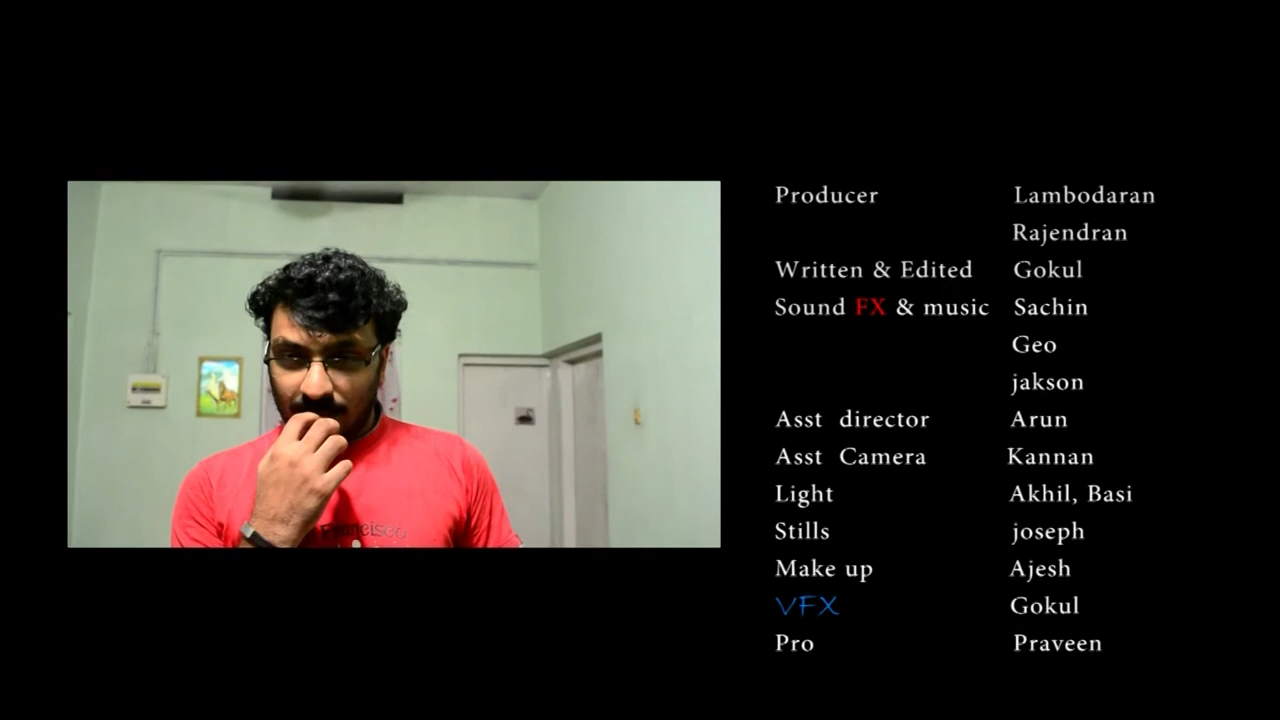 Producer Lambodaran
Rajendran
Written & Edited Gokul
Sound FX & music Sachin
Geo
jakson
Asst director Arun
Asst Camera Kannan
Light Akhil, Basi
Stills joseph
Make up Ajesh
VFX Gokul
Pro Praveen
Francisco